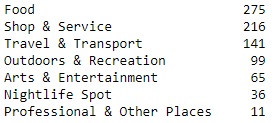 Food 275
Shop & Service 216
Travel & Transport 141
Outdoors & Recreation 99
Arts & Entertainment 65
Nightlife Spot 36
Professional & Other Places 11